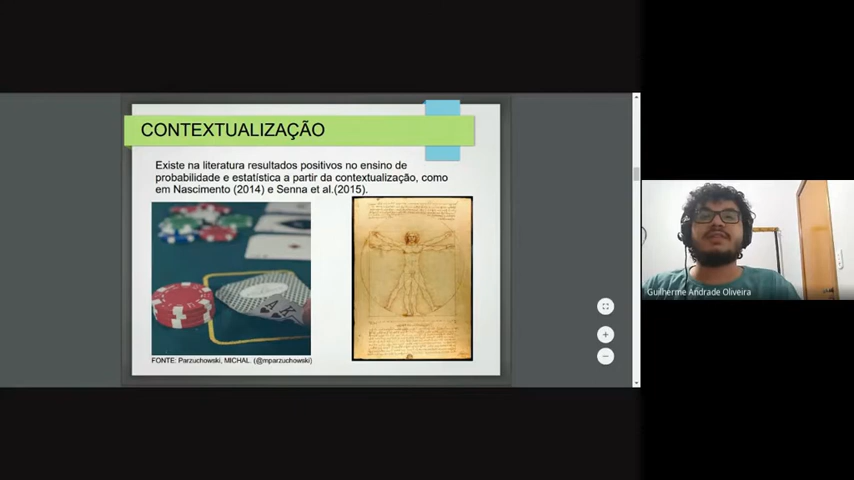 CONTEXTUALIZAÇÃO
Existe na literatura resultados positivos no ensino de
probabilidade e estatística a partir da contextualização, como
em Nascimento (2014) e Senna et al.(2015).
FONTE: Parzuchowski, MICHAL. (@mparzuchowski)
Guilherme Andrade Oliveira